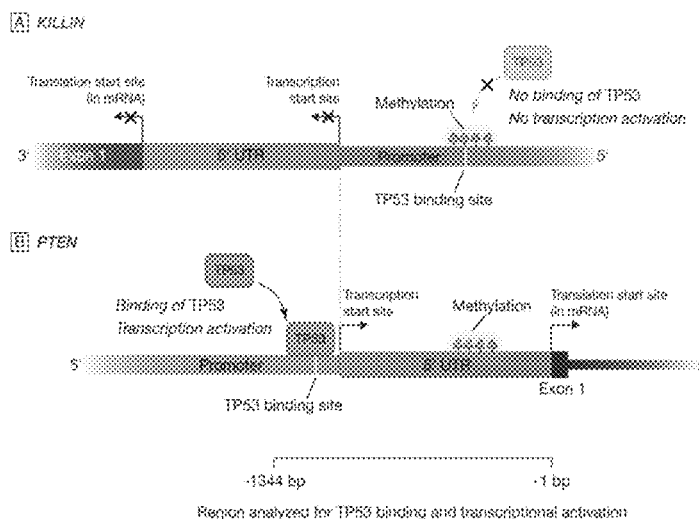 A KILLIN
Translation start site
(in mRNA)
Transcription
start site
Methylation
No binding of TP53
No transcription activation
3'
Exon 1
5' UTR
Promoter
5'
TP53 binding site
B PTEN
TP53
Binding of TP53
Transcription activation
TP53
Transcription
start site
Methylation
Translation start site
(in mRNA)
5'
Promoter
5' UTR
Exon 1
TP53 binding site
-1344 bp
-1 bp
Region analyzed for TP53 binding and transcriptional activation